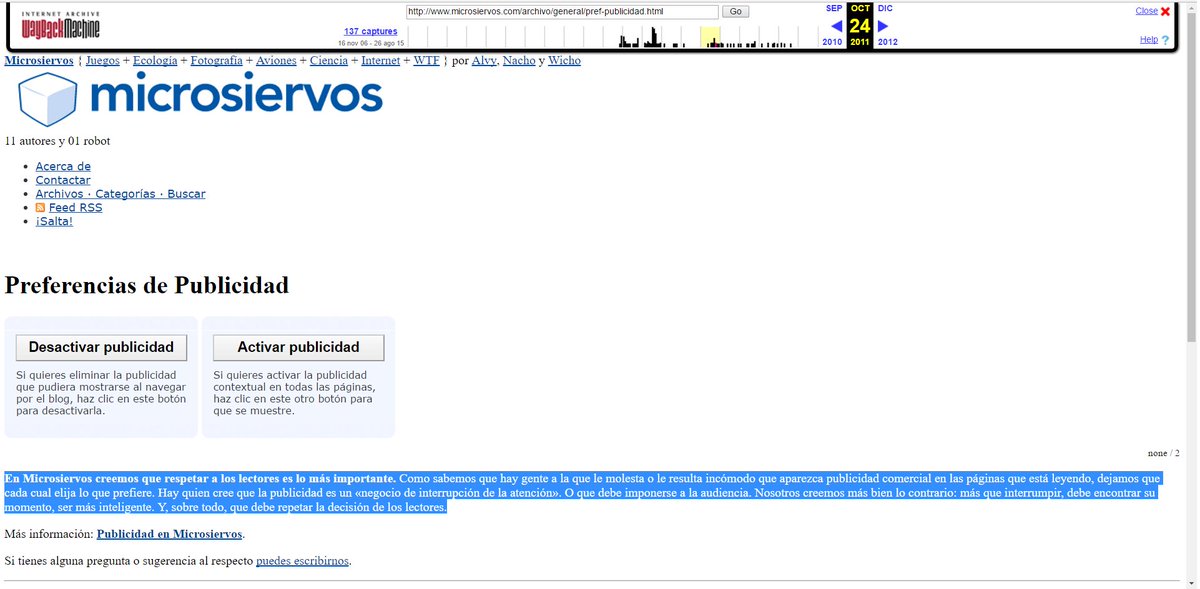 INTERNET ARCHIVE
WayBackMachine
http://www.microsiervos.com/archivo/general/pref-publicidad.html Go
137 captures
16 nov 06 - 26 ago 15
SEP OCT DIC
24
2010 2011 2012
Close
Help ?
Microsiervos { Juegos + Ecología + Fotografía + Aviones + Ciencia + Internet + WTF } por Alvy, Nacho y Wicho
microsiervos
11 autores y 01 robot
Acerca de
Contactar
Archivos · Categorías · Buscar
Feed RSS
¡Salta!
Preferencias de Publicidad
Desactivar publicidad
Si quieres eliminar la publicidad
que pudiera mostrarse al navegar
por el blog, haz clic en este botón
para desactivarla.
Activar publicidad
Si quieres activar la publicidad
contextual en todas las páginas,
haz clic en este otro botón para
que se muestre.
none / 2
En Microsiervos creemos que respetar a los lectores es lo más importante. Como sabemos que hay gente a la que le molesta o le resulta incómodo que aparezca publicidad comercial en las páginas que está leyendo, dejamos que
cada cual elija lo que prefiere. Hay quien cree que la publicidad es un «negocio de interrupción de la atención». O que debe imponerse a la audiencia. Nosotros creemos más bien lo contrario: más que interrumpir, debe encontrar su
momento, ser más inteligente. Y, sobre todo, que debe repetar la decisión de los lectores.
Más información: Publicidad en Microsiervos.
Si tienes alguna pregunta o sugerencia al respecto puedes escribirnos.